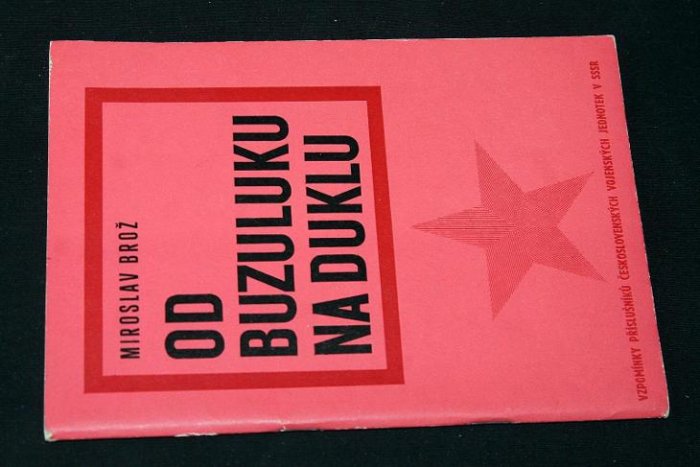 MIROSLAV BROŽ
OD
BUZULUKU
NA DUKLU
VZPOMÍNKY PŘÍSLUŠNÍKŮ ČESKOSLOVENSKÝCH VOJENSKÝCH JEDNOTEK V SSSR